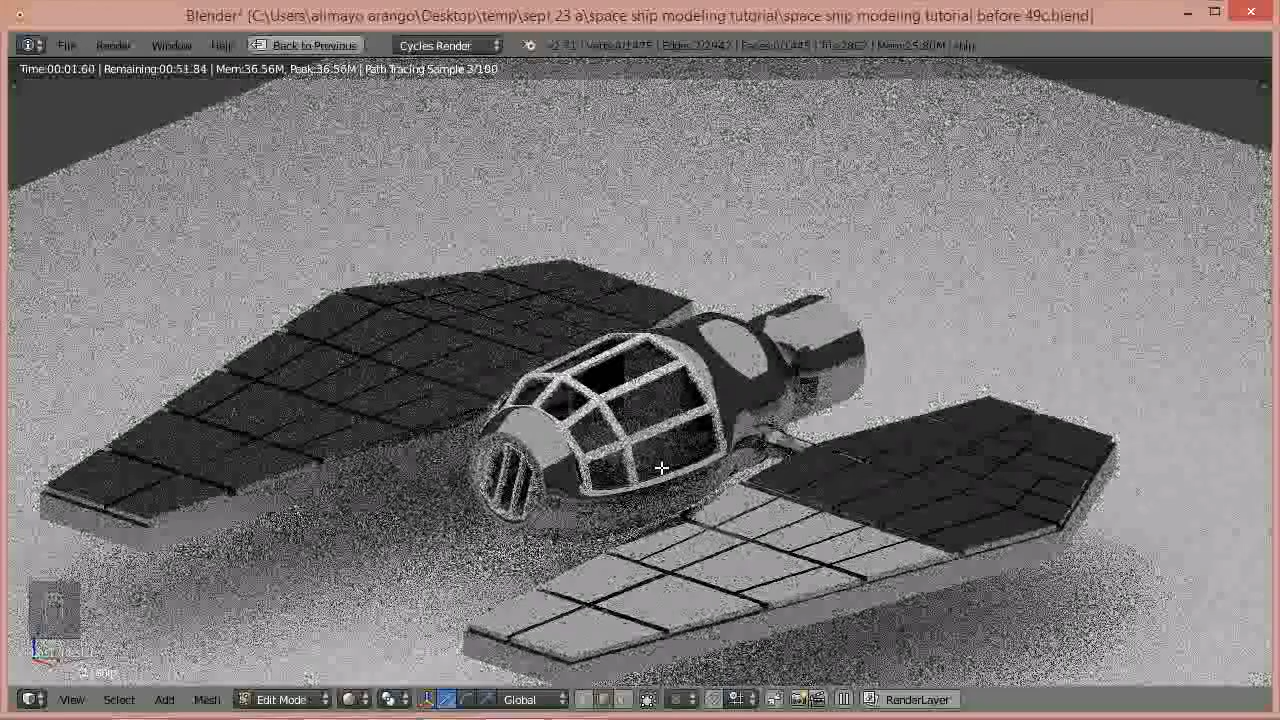 Blender* [C:\Users\alimayo arango\Desktop\temp\sept 23 a\space ship modeling tutorial\space ship modeling tutorial before 49c.blend]
File Render Window Help Back to Previous Cycles Render
Time:00:01.60 | Remaining:00:51.84 | Mem:36.56M, Peak:36.56M | Path Tracing Sample 3/100
View Select Add Mesh Edit Mode Global RenderLayer